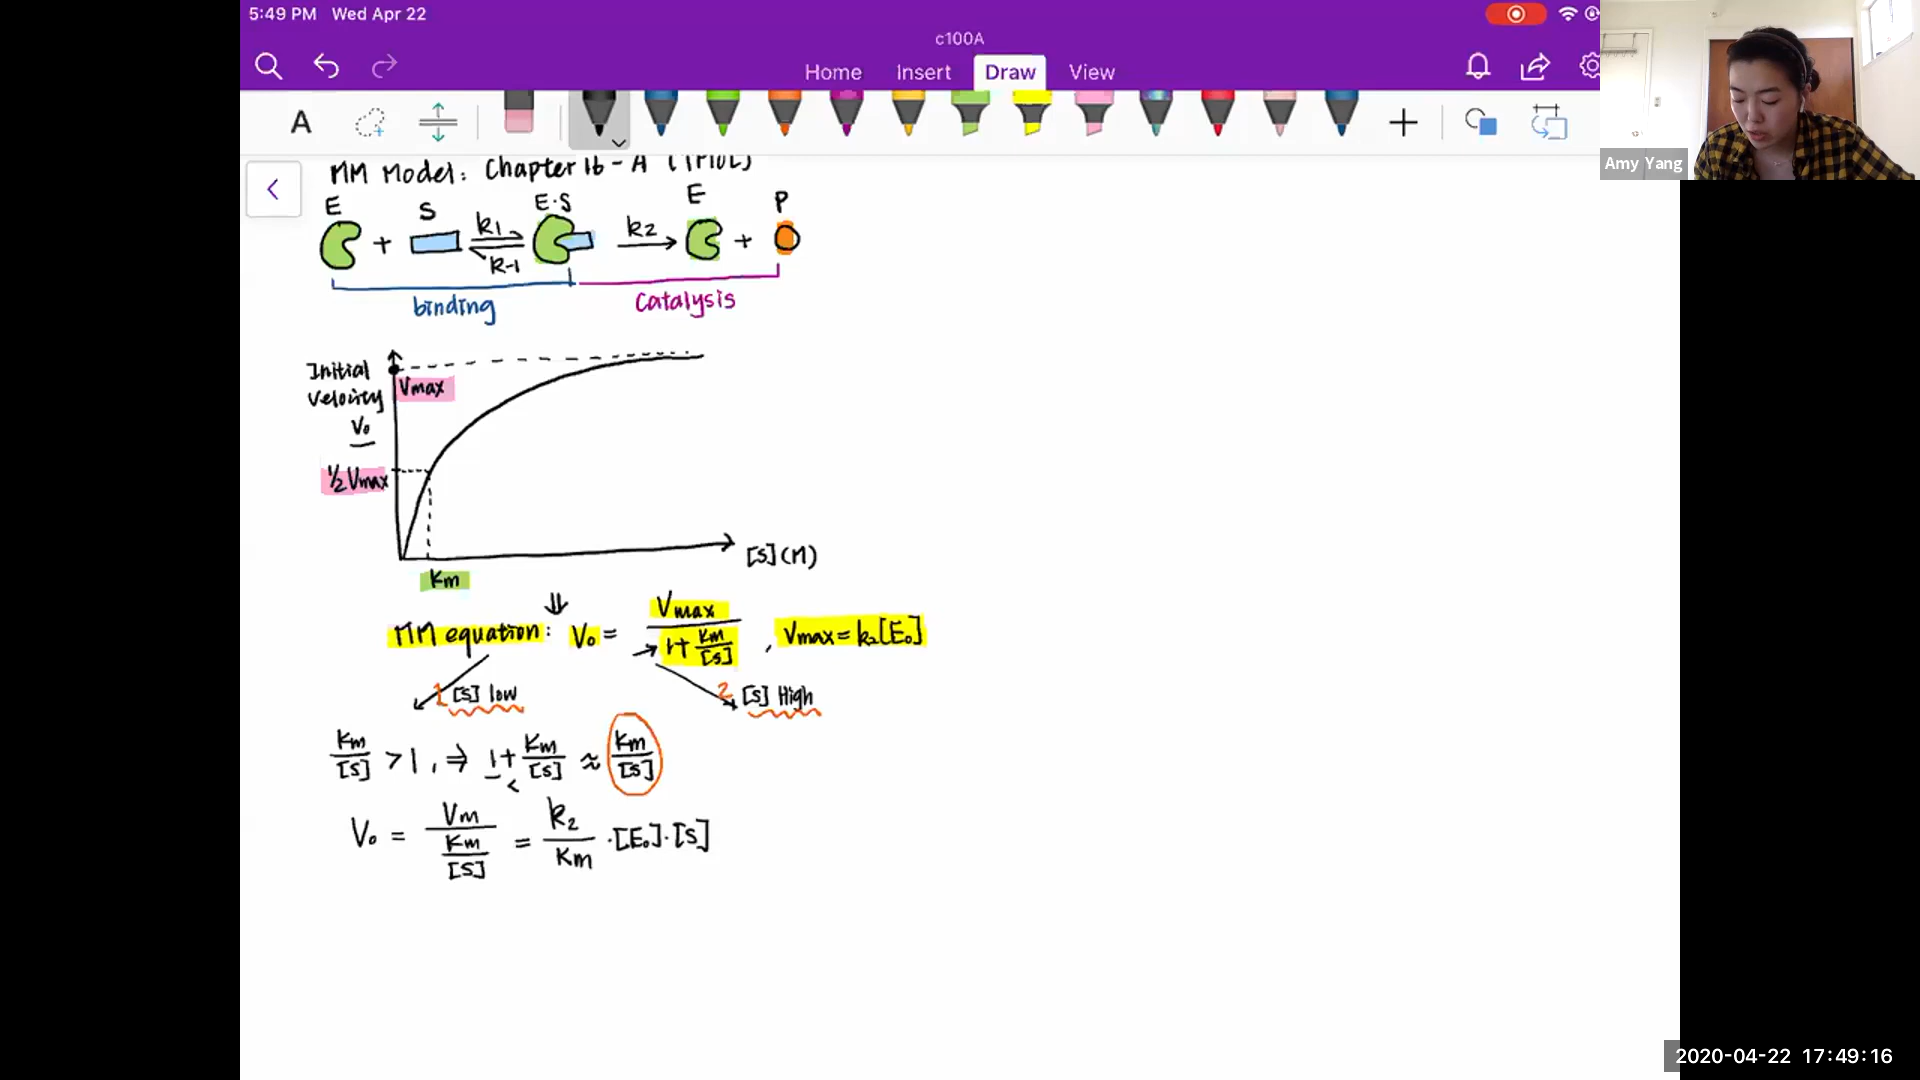 5:49 PM Wed Apr 22
c100A
Home Insert Draw View
A
Amy Yang
MM Model: Chapter 16 - A (TMOL)
E S E·S E P
+ k1 k-1 k2 +
binding catalysis
Initial
velocity
V₀
Vmax
½ Vmax
[S] (M)
Km
⇓
MM equation: V₀ = Vmax / 1+ Km/[S] , Vmax = k₂[E₀]
1 [S] low 2 [S] High
Km/[S] > 1, ⇒ 1 + Km/[S] ≈ Km/[S]
<
V₀ = Vm / Km/[S] = k₂/Km · [E₀] · [S]
2020-04-22 17:49:16